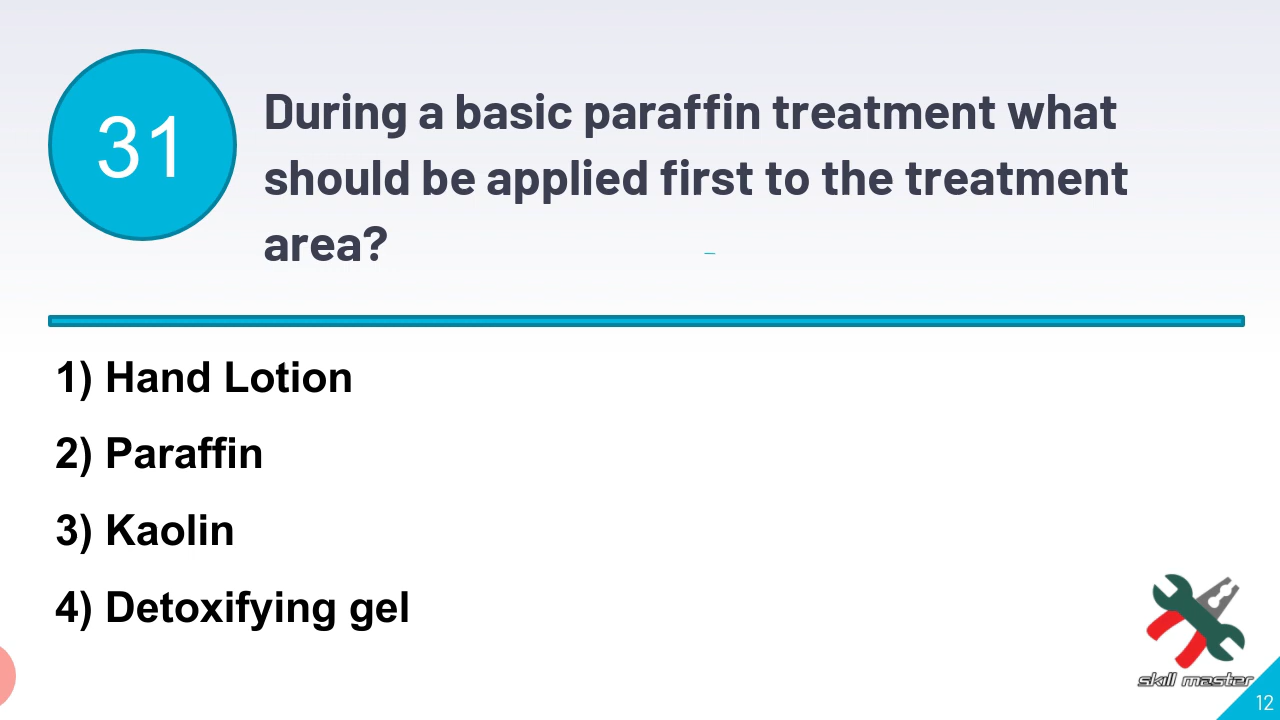 31
During a basic paraffin treatment what
should be applied first to the treatment
area?
1) Hand Lotion
2) Paraffin
3) Kaolin
4) Detoxifying gel
skill master
12